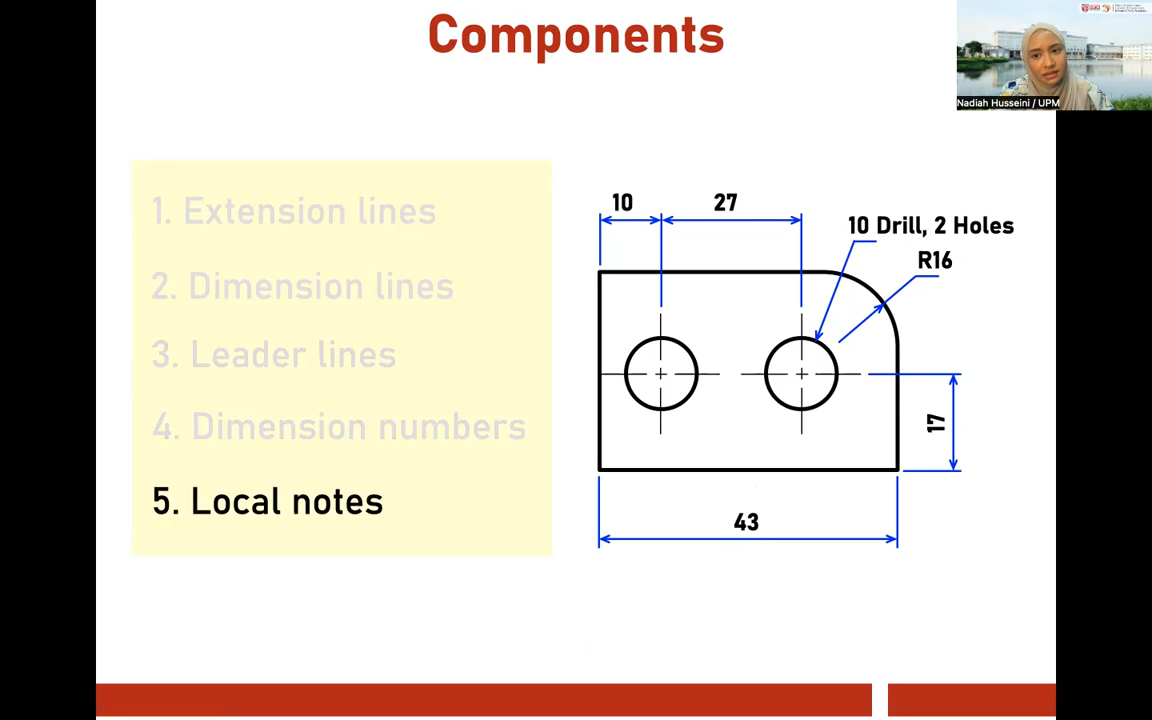 Components
Nadiah Husseini / UPM
1. Extension lines
2. Dimension lines
3. Leader lines
4. Dimension numbers
5. Local notes
10
27
10 Drill, 2 Holes
R16
17
43